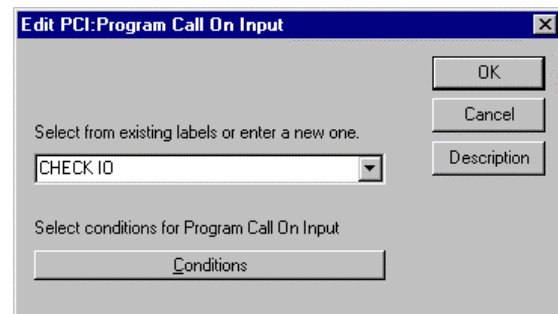 Edit PCI:Program Call On Input
OK
Cancel
Select from existing labels or enter a new one.
Description
CHECK IO
Select conditions for Program Call On Input
Conditions